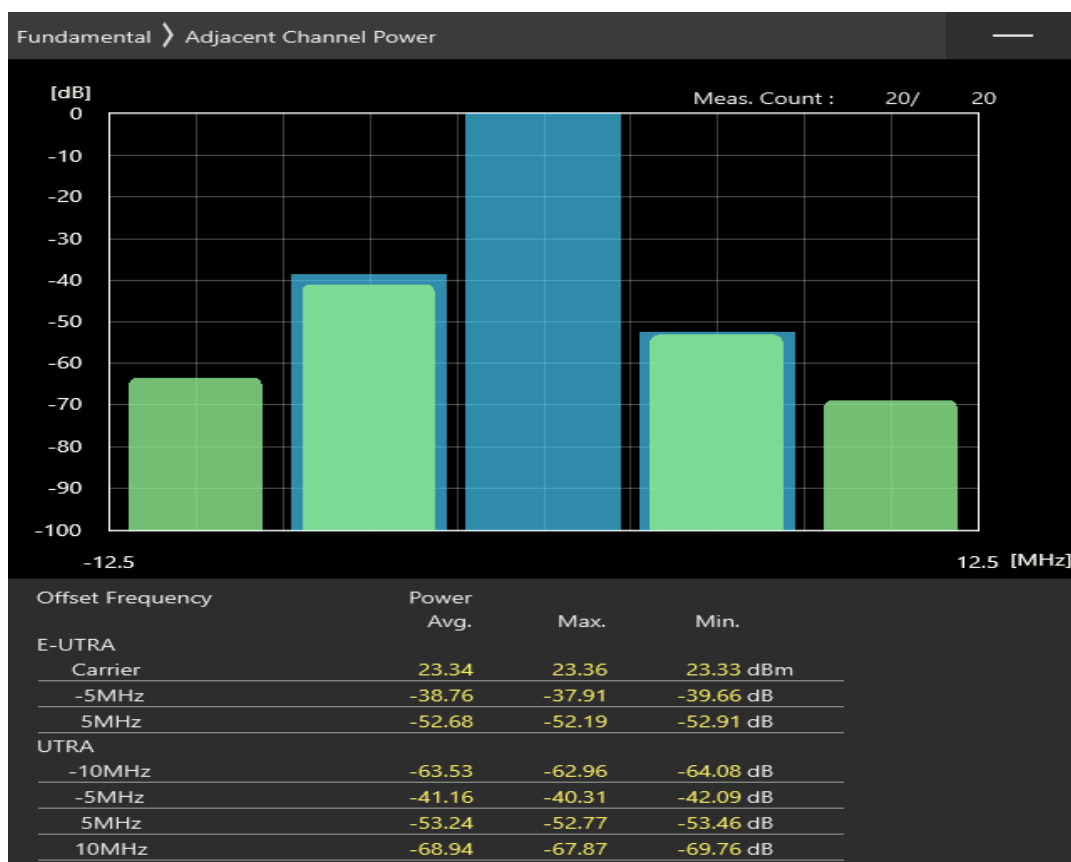 Fundamental ❯ Adjacent Channel Power
[dB]
Meas. Count : 20/ 20
0
-10
-20
-30
-40
-50
-60
-70
-80
-90
-100
-12.5 12.5 [MHz]
Offset Frequency Power
Avg. Max. Min.
E-UTRA
Carrier 23.34 23.36 23.33 dBm
-5MHz -38.76 -37.91 -39.66 dB
5MHz -52.68 -52.19 -52.91 dB
UTRA
-10MHz -63.53 -62.96 -64.08 dB
-5MHz -41.16 -40.31 -42.09 dB
5MHz -53.24 -52.77 -53.46 dB
10MHz -68.94 -67.87 -69.76 dB